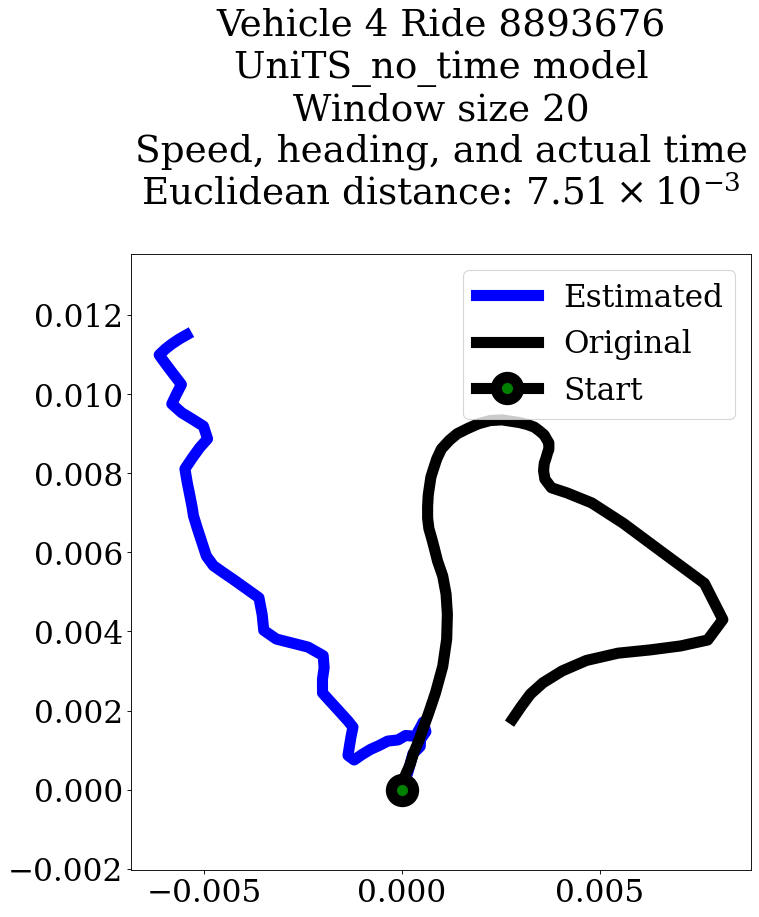 Vehicle 4 Ride 8893676
UniTS_no_time model
Window size 20
Speed, heading, and actual time
Euclidean distance: 7.51 × 10⁻³
Estimated
Original
Start
0.012
0.010
0.008
0.006
0.004
0.002
0.000
−0.002
−0.005 0.000 0.005